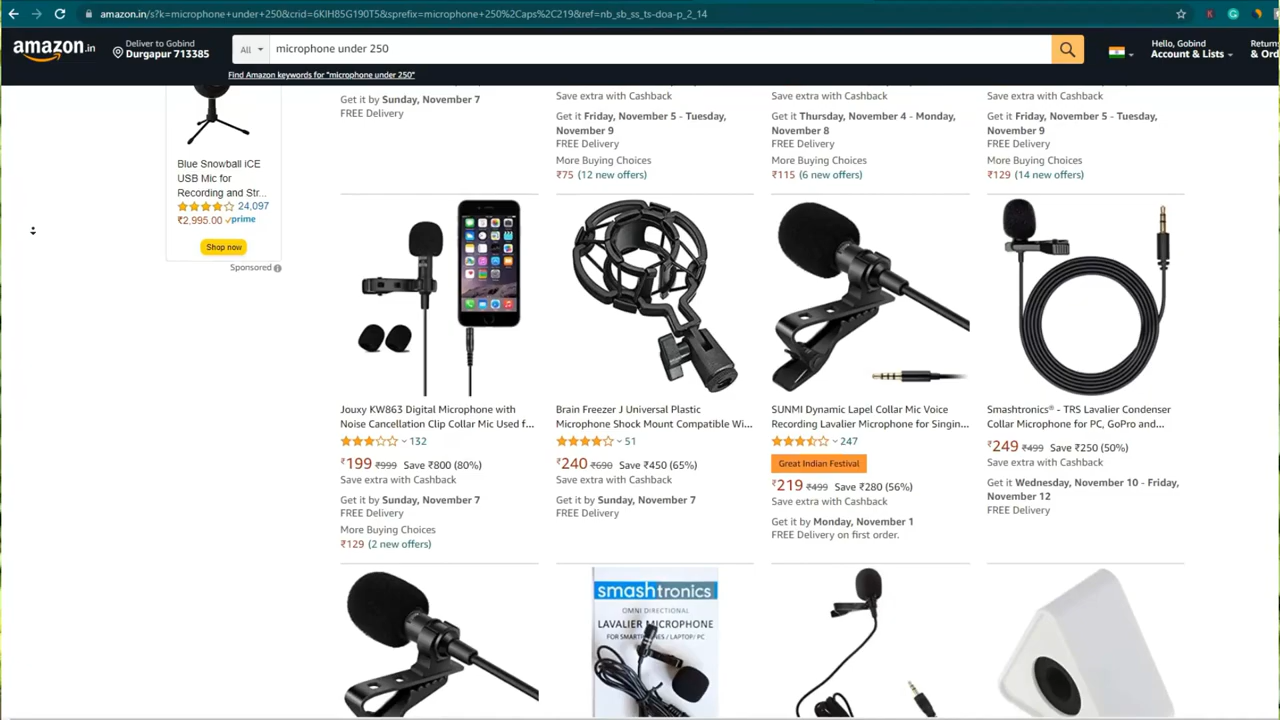 amazon.in/s?k=microphone+under+250&crid=6KIH85G190T5&sprefix=microphone+250%2Caps%2C219&ref=nb_sb_ss_ts-doa-p_2_14
amazon.in
Deliver to Gobind
Durgapur 713385
All
microphone under 250
Hello, Gobind
Account & Lists
Returns
& Ord
Find Amazon keywords for "microphone under 250"
Blue Snowball iCE
USB Mic for
Recording and Str...
24,097
₹2,995.00 prime
Shop now
Sponsored
Get it by Sunday, November 7
FREE Delivery
Save extra with Cashback
Get it Friday, November 5 - Tuesday,
November 9
FREE Delivery
More Buying Choices
₹75 (12 new offers)
Save extra with Cashback
Get it Thursday, November 4 - Monday,
November 8
FREE Delivery
More Buying Choices
₹115 (6 new offers)
Save extra with Cashback
Get it Friday, November 5 - Tuesday,
November 9
FREE Delivery
More Buying Choices
₹129 (14 new offers)
Jouxy KW863 Digital Microphone with
Noise Cancellation Clip Collar Mic Used f...
132
₹199 ₹999 Save ₹800 (80%)
Save extra with Cashback
Get it by Sunday, November 7
FREE Delivery
More Buying Choices
₹129 (2 new offers)
Brain Freezer J Universal Plastic
Microphone Shock Mount Compatible Wi...
51
₹240 ₹690 Save ₹450 (65%)
Save extra with Cashback
Get it by Sunday, November 7
FREE Delivery
SUNMI Dynamic Lapel Collar Mic Voice
Recording Lavalier Microphone for Singin...
247
Great Indian Festival
₹219 ₹499 Save ₹280 (56%)
Save extra with Cashback
Get it by Monday, November 1
FREE Delivery on first order.
Smashtronics® - TRS Lavalier Condenser
Collar Microphone for PC, GoPro and...
₹249 ₹499 Save ₹250 (50%)
Save extra with Cashback
Get it Wednesday, November 10 - Friday,
November 12
FREE Delivery
smashtronics
OMNI DIRECTIONAL
LAVALIER MICROPHONE
FOR SMARTPHONES / LAPTOP/ PC